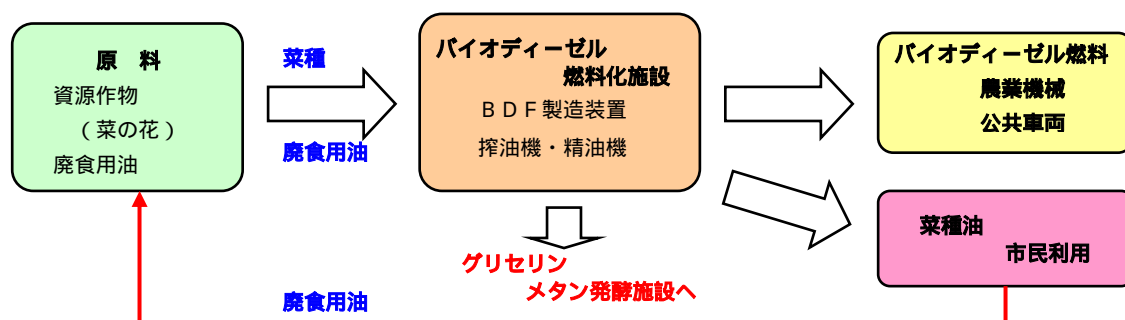 原 料
資源作物
（菜の花）
廃食用油
菜種
廃食用油
バイオディーゼル
燃料化施設
ＢＤＦ製造装置
搾油機・精油機
バイオディーゼル燃料
農業機械
公共車両
菜種油
市民利用
グリセリン
メタン発酵施設へ
廃食用油